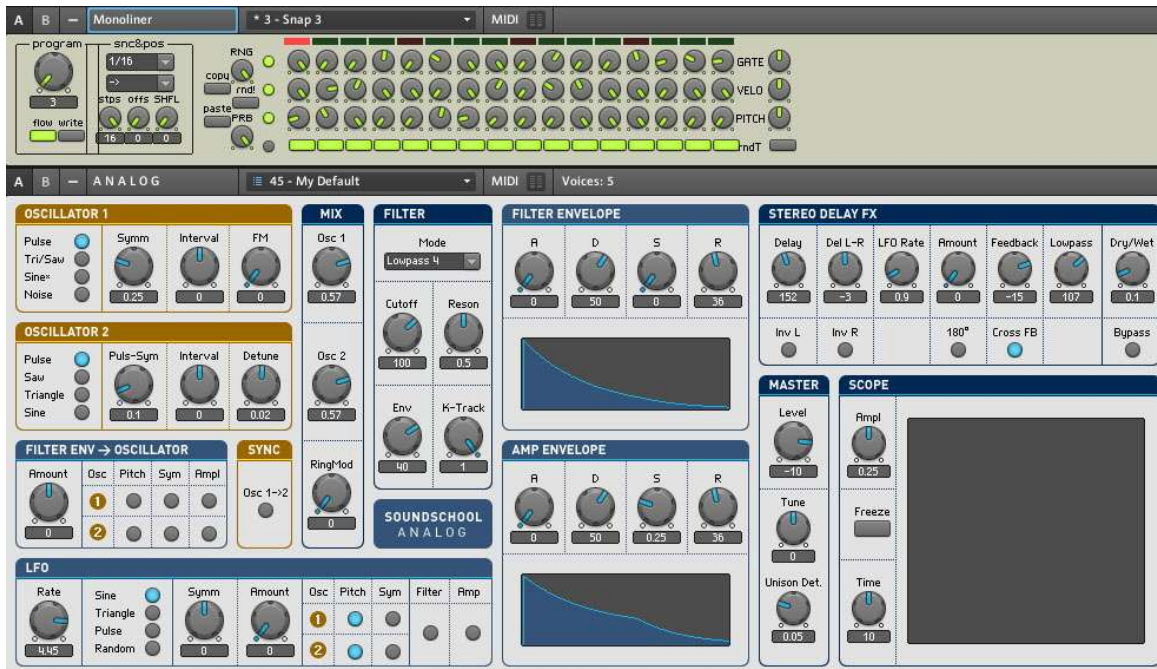 A B – Monoliner * 3 - Snap 3 MIDI
program snc&pos
1/16
->
3
stps offs SHFL
16 0 0
flow write
RNG
copy
rnd!
paste
PRB
GATE
VELO
PITCH
rndT
A B – ANALOG 45 - My Default MIDI Voices: 5
OSCILLATOR 1
Pulse
Tri/Saw
Sine×
Noise
Symm Interval FM
0.25 0 0
OSCILLATOR 2
Pulse
Saw
Triangle
Sine
Puls-Sym Interval Detune
0.1 0 0.02
FILTER ENV → OSCILLATOR
Amount Osc Pitch Sym Ampl
1
2
0
SYNC
Osc 1->2
MIX
Osc 1
0.57
Osc 2
0.57
RingMod
0
FILTER
Mode
Lowpass 4
Cutoff Reson
100 0.5
Env K-Track
40 1
SOUNDSCHOOL
ANALOG
LFO
Rate
4.45
Sine
Triangle
Pulse
Random
Symm Amount
0 0
Osc Pitch Sym Filter Amp
1
2
FILTER ENVELOPE
A D S R
0 50 0 36
AMP ENVELOPE
A D S R
0 50 0.25 36
STEREO DELAY FX
Delay Del L-R LFO Rate Amount Feedback Lowpass Dry/Wet
152 -3 0.9 0 -15 107 0.1
Inv L Inv R 180° Cross FB Bypass
MASTER
Level
-10
Tune
0
Unison Det.
0.05
SCOPE
Ampl
0.25
Freeze
Time
10